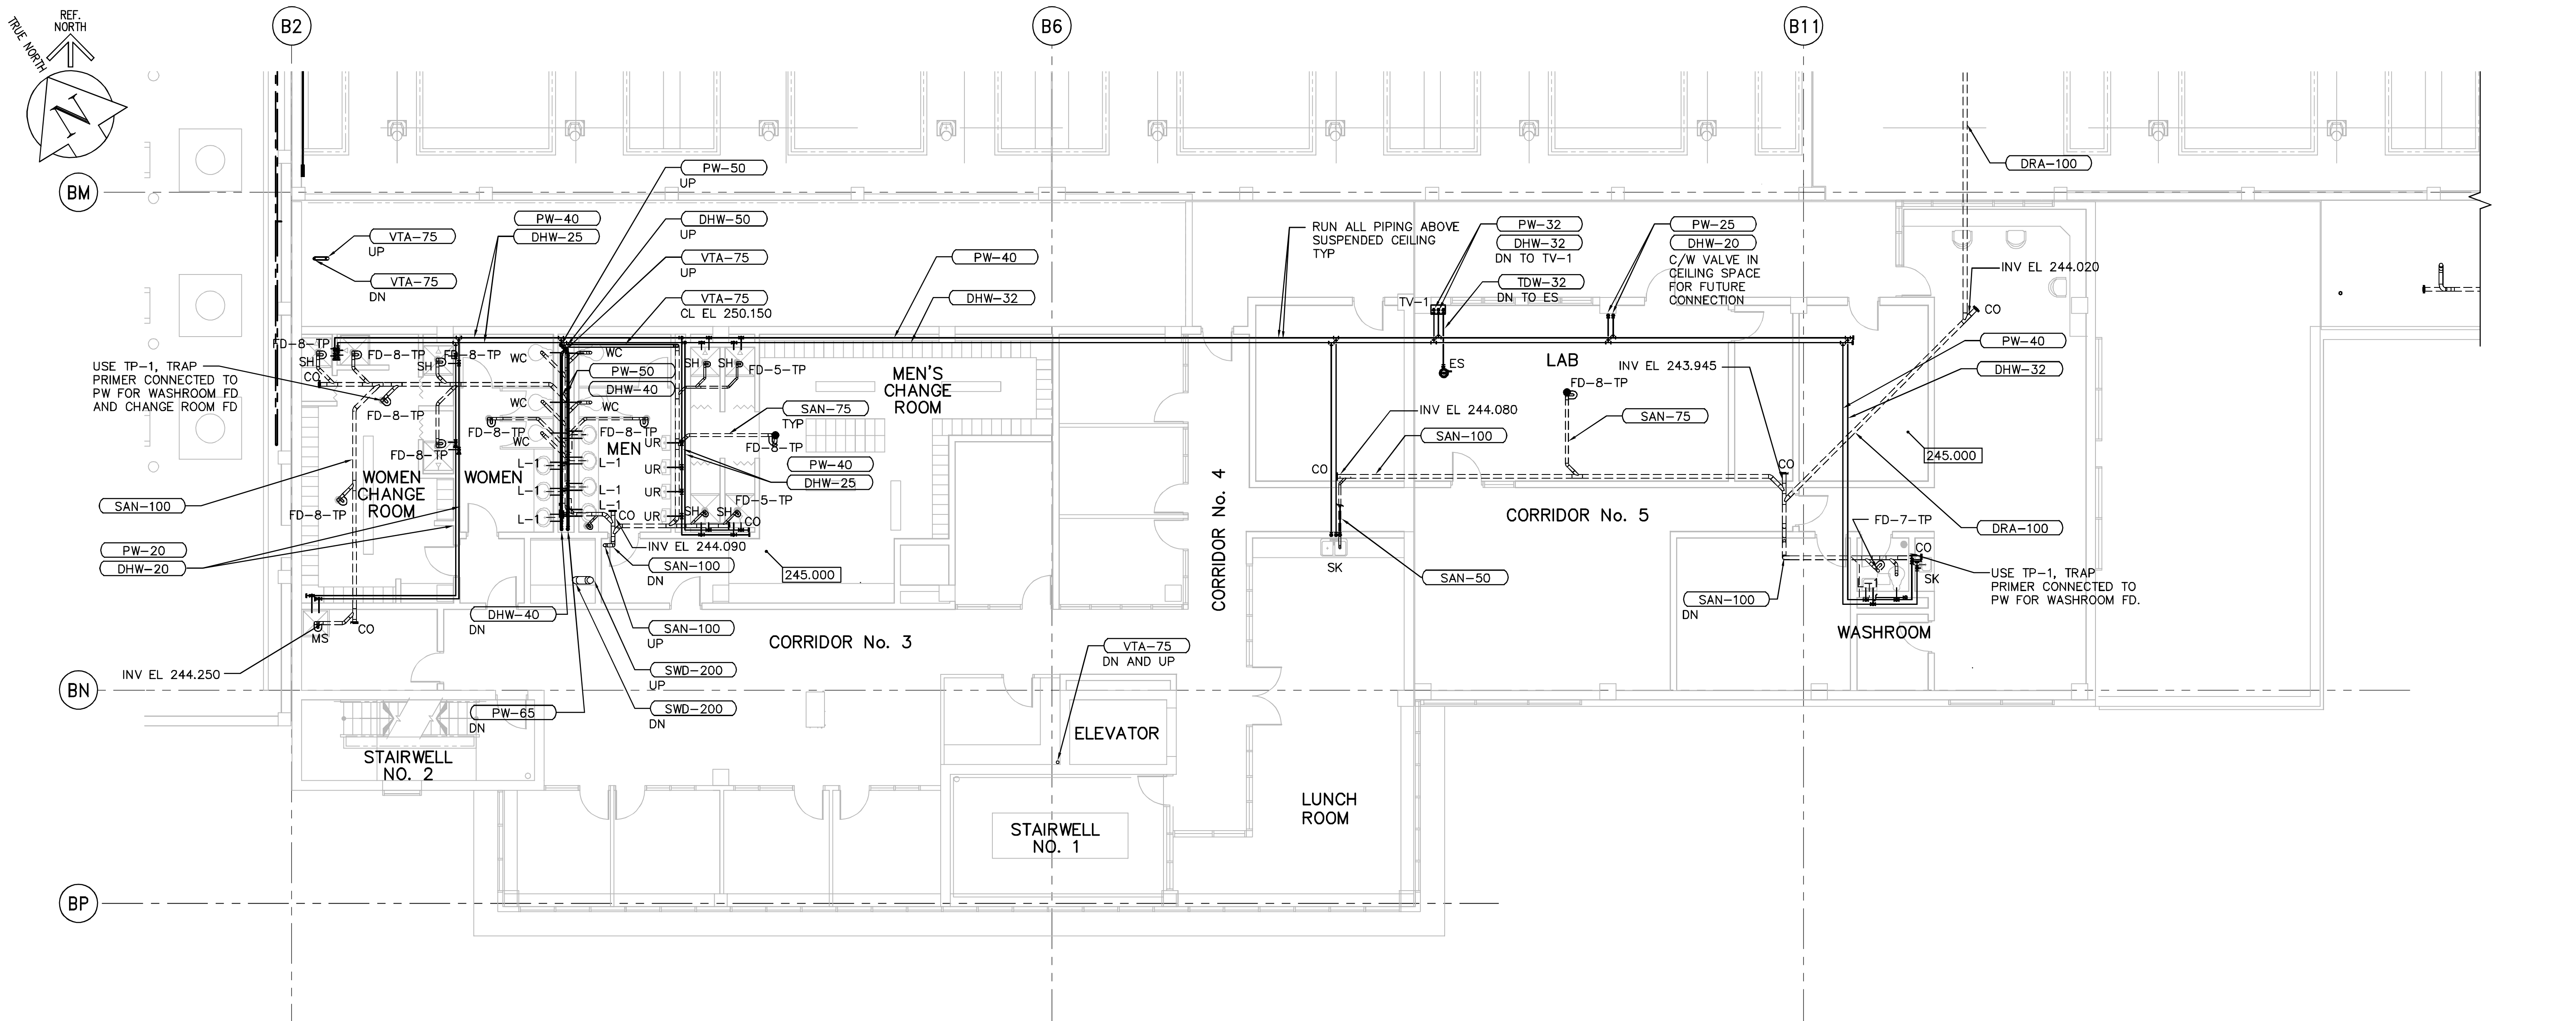 REF.
NORTH
TRUE NORTH
N
B2
B6
B11
BM
BN
BP
DRA-100
PW-50
UP
PW-40
DHW-25
DHW-50
UP
VTA-75
UP
VTA-75
DN
VTA-75
UP
VTA-75
CL EL 250.150
PW-40
DHW-32
RUN ALL PIPING ABOVE
SUSPENDED CEILING
TYP
PW-32
DHW-32
DN TO TV-1
TDW-32
DN TO ES
TV-1
PW-25
DHW-20
C/W VALVE IN
CEILING SPACE
FOR FUTURE
CONNECTION
INV EL 244.020
CO
PW-40
DHW-32
FD-8-TP
FD-8-TP
FD-8-TP
SH
SH
CO
USE TP-1, TRAP
PRIMER CONNECTED TO
PW FOR WASHROOM FD
AND CHANGE ROOM FD
FD-8-TP
FD-8-TP
FD-8-TP
WC
WC
WC
WC
WC
PW-50
DHW-40
FD-8-TP
FD-8-TP
MEN
SH
SH
FD-5-TP
MEN'S
CHANGE
ROOM
SAN-75
TYP
FD-8-TP
UR
UR
UR
UR
PW-40
DHW-25
FD-5-TP
SH
SH
CO
L-1
L-1
L-1
L-1
L-1
L-1
CO
WOMEN
CHANGE
ROOM
WOMEN
SAN-100
PW-20
DHW-20
INV EL 244.090
SAN-100
DN
245.000
DHW-40
DN
SAN-100
UP
SWD-200
UP
SWD-200
DN
PW-65
DN
MS
CO
INV EL 244.250
CORRIDOR No. 3
VTA-75
DN AND UP
ELEVATOR
STAIRWELL
NO. 2
STAIRWELL
NO. 1
LUNCH
ROOM
CORRIDOR No. 4
ES
LAB
FD-8-TP
INV EL 243.945
INV EL 244.080
SAN-75
SAN-100
CO
CO
245.000
CORRIDOR No. 5
DRA-100
FD-7-TP
CO
SK
L-1
SK
SAN-50
SAN-100
DN
USE TP-1, TRAP
PRIMER CONNECTED TO
PW FOR WASHROOM FD.
WASHROOM